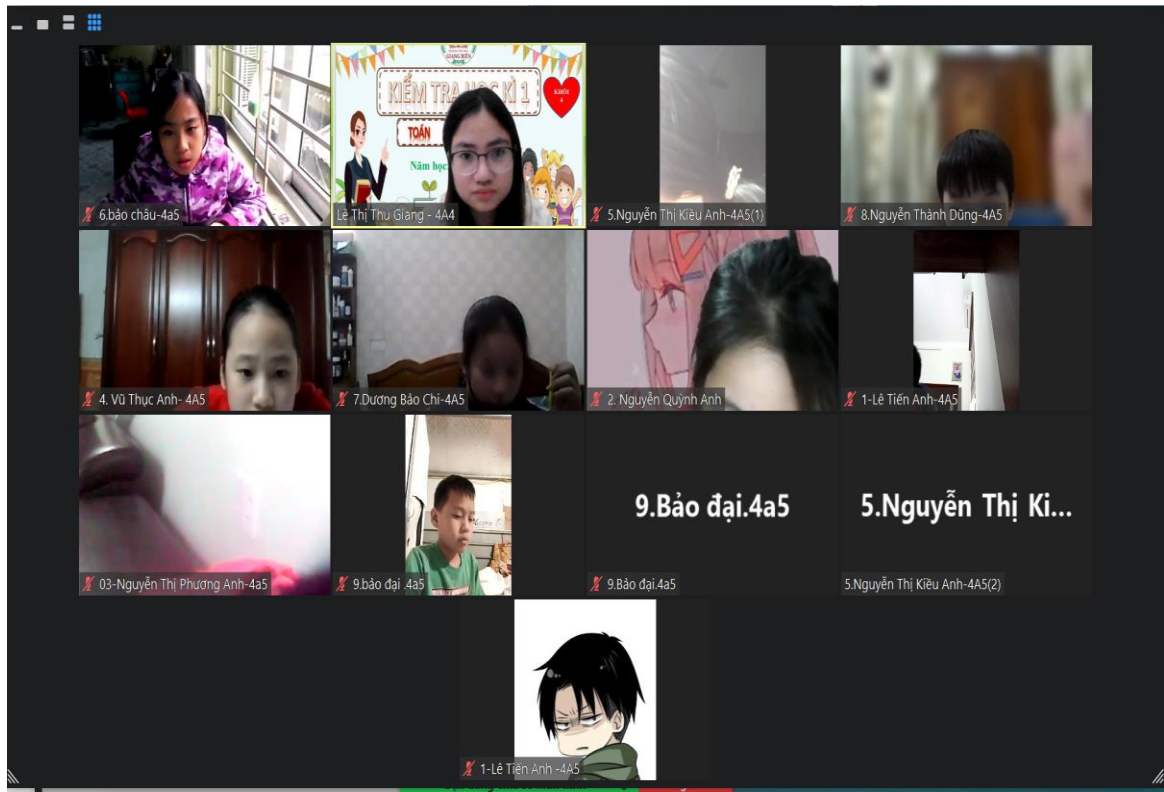 6.bảo châu-4a5
GIANG BIÊN
KIỂM TRA HỌC KÌ 1
KHỐI
4
TOÁN
Năm học
Lê Thị Thu Giang - 4A4
5.Nguyễn Thị Kiều Anh-4A5(1)
8.Nguyễn Thành Dũng-4A5
4. Vũ Thục Anh- 4A5
7.Dương Bảo Chi-4A5
2. Nguyễn Quỳnh Anh
1-Lê Tiến Anh-4A5
03-Nguyễn Thị Phương Anh-4a5
9.bảo đại .4a5
9.Bảo đại.4a5
9.Bảo đại.4a5
5.Nguyễn Thị Ki...
5.Nguyễn Thị Kiều Anh-4A5(2)
1-Lê Tiến Anh -4A5